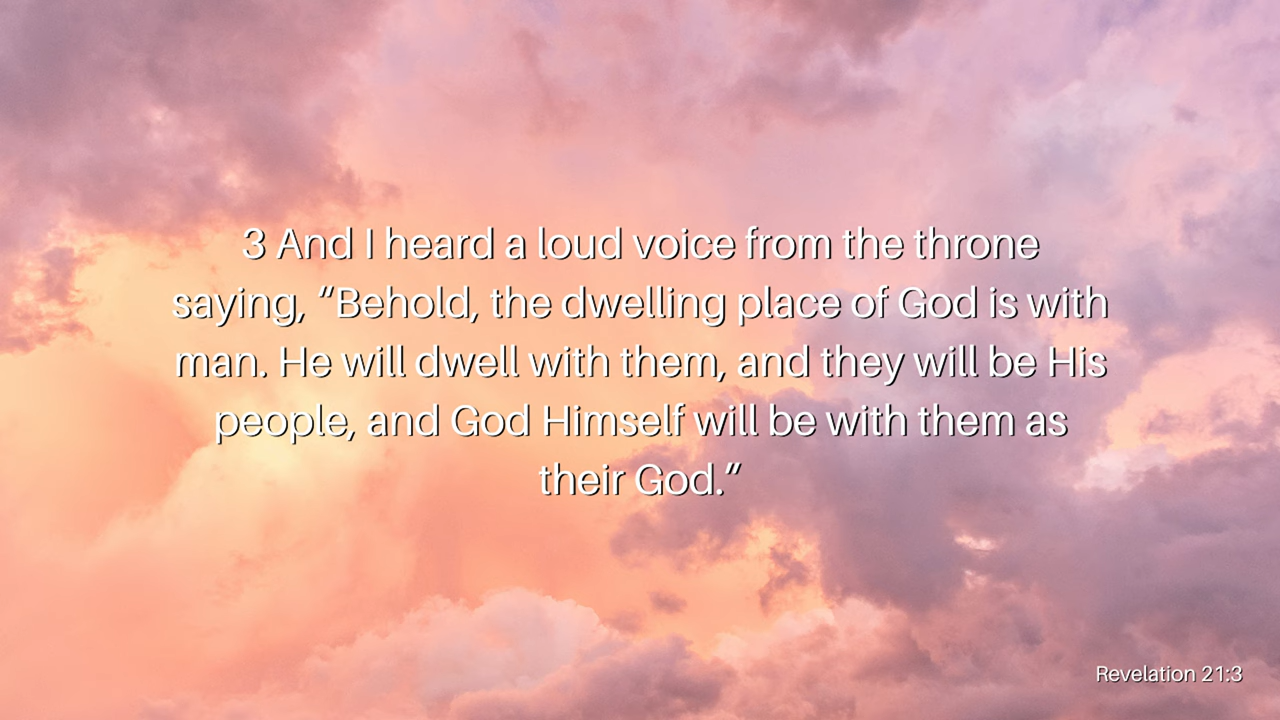 3 And I heard a loud voice from the throne
saying, “Behold, the dwelling place of God is with
man. He will dwell with them, and they will be His
people, and God Himself will be with them as
their God.”
Revelation 21:3